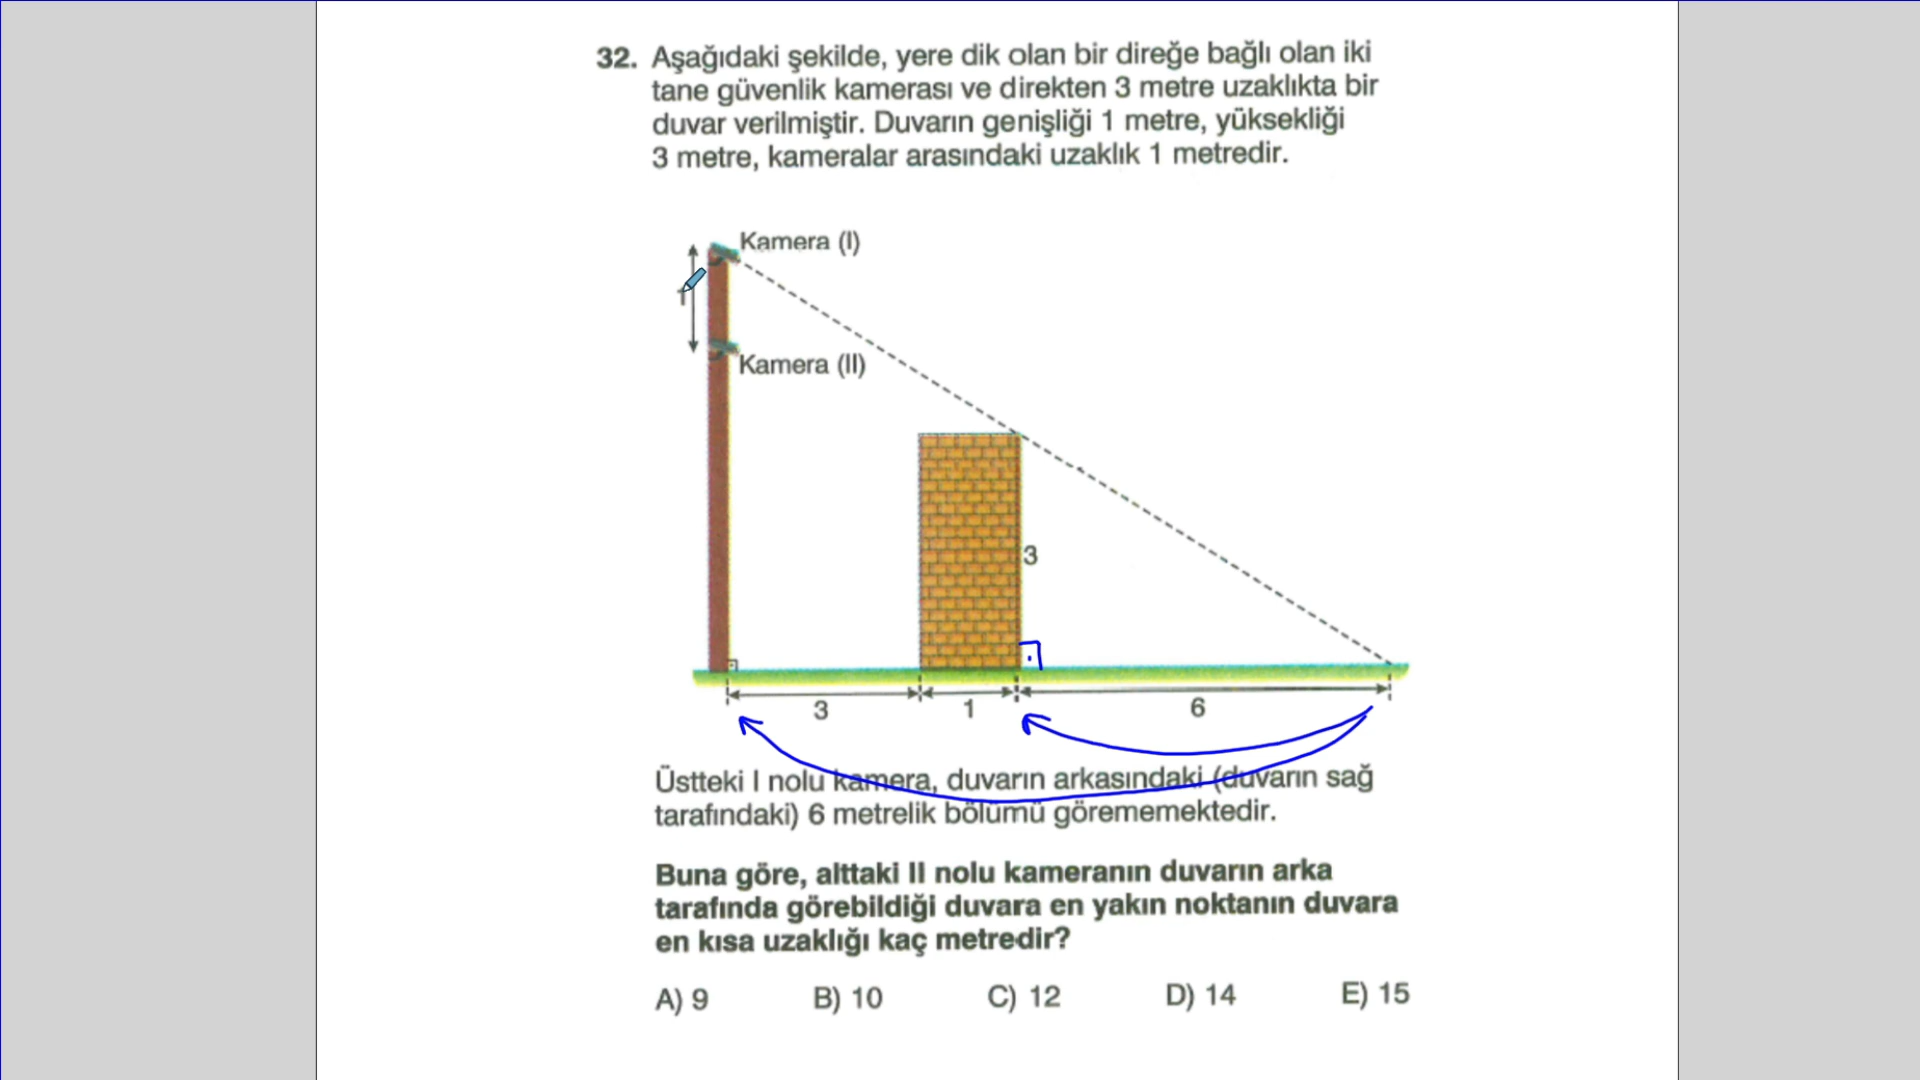 32. Aşağıdaki şekilde, yere dik olan bir direğe bağlı olan iki
tane güvenlik kamerası ve direkten 3 metre uzaklıkta bir
duvar verilmiştir. Duvarın genişliği 1 metre, yüksekliği
3 metre, kameralar arasındaki uzaklık 1 metredir.
Kamera (I)
1
Kamera (II)
3
3
1
6
Üstteki I nolu kamera, duvarın arkasındaki (duvarın sağ
tarafındaki) 6 metrelik bölümü görememektedir.
Buna göre, alttaki II nolu kameranın duvarın arka
tarafında görebildiği duvara en yakın noktanın duvara
en kısa uzaklığı kaç metredir?
A) 9 B) 10 C) 12 D) 14 E) 15